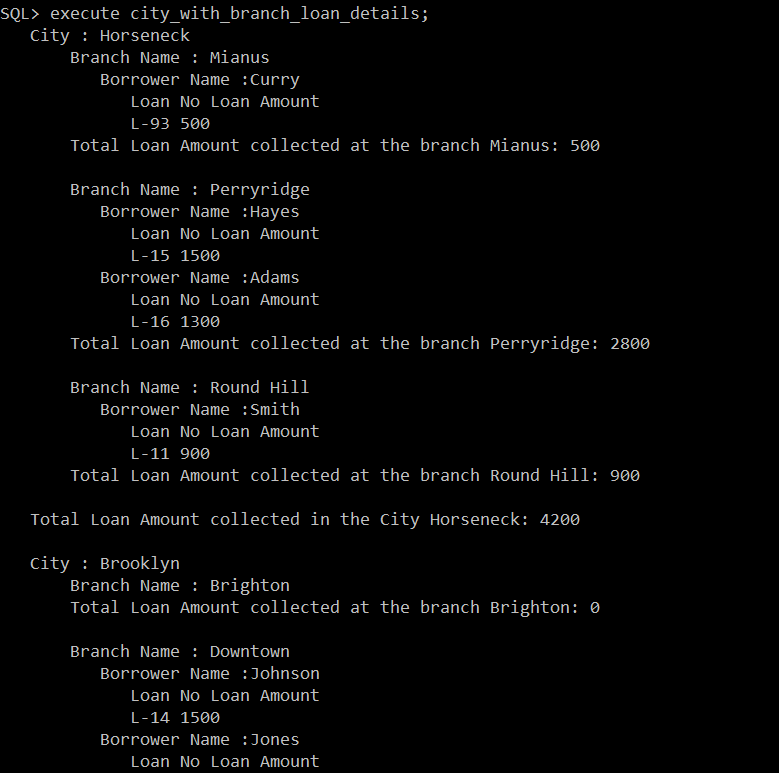 SQL> execute city_with_branch_loan_details;
City : Horseneck
Branch Name : Mianus
Borrower Name :Curry
Loan No Loan Amount
L-93 500
Total Loan Amount collected at the branch Mianus: 500
Branch Name : Perryridge
Borrower Name :Hayes
Loan No Loan Amount
L-15 1500
Borrower Name :Adams
Loan No Loan Amount
L-16 1300
Total Loan Amount collected at the branch Perryridge: 2800
Branch Name : Round Hill
Borrower Name :Smith
Loan No Loan Amount
L-11 900
Total Loan Amount collected at the branch Round Hill: 900
Total Loan Amount collected in the City Horseneck: 4200
City : Brooklyn
Branch Name : Brighton
Total Loan Amount collected at the branch Brighton: 0
Branch Name : Downtown
Borrower Name :Johnson
Loan No Loan Amount
L-14 1500
Borrower Name :Jones
Loan No Loan Amount